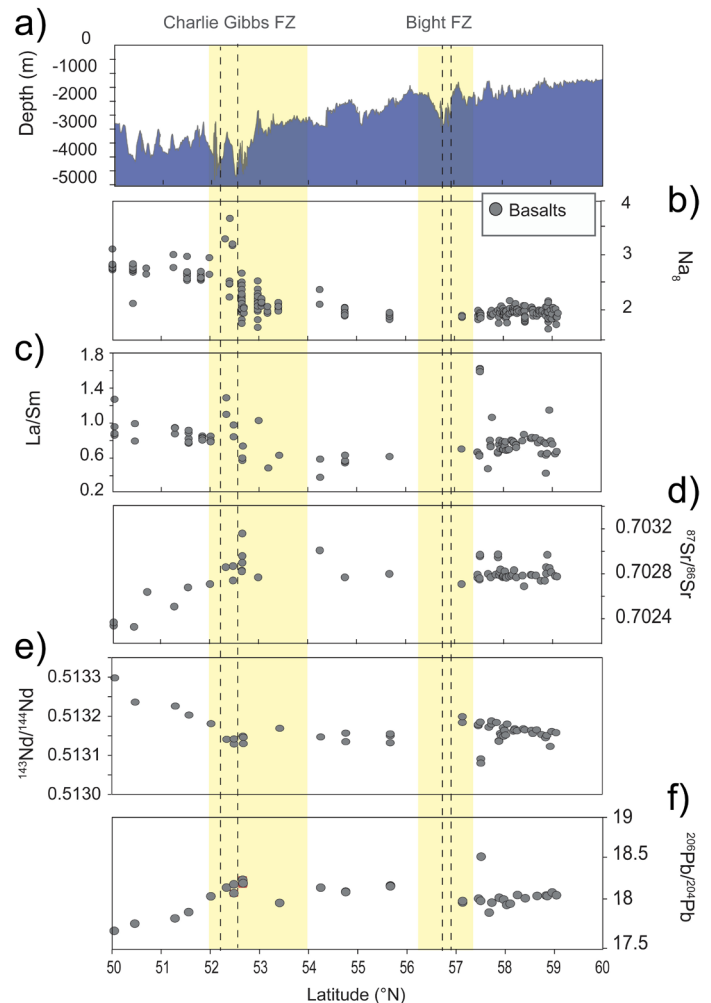 Charlie Gibbs FZ Bight FZ
a)
0
-1000
-2000
-3000
-4000
-5000
Depth (m)
b)
Basalts
4
3
2
Na8
c)
1.8
1.4
1.0
0.6
0.2
La/Sm
d)
0.7032
0.7028
0.7024
87Sr/86Sr
e)
0.5133
0.5132
0.5131
0.5130
143Nd/144Nd
f)
19
18.5
18
17.5
206Pb/204Pb
50 51 52 53 54 55 56 57 58 59 60
Latitude (°N)